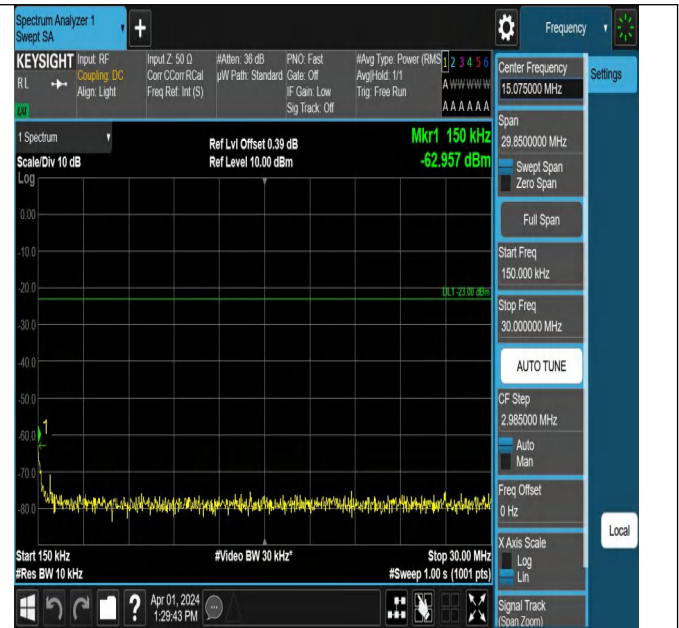 Spectrum Analyzer 1
Swept SA
Frequency
KEYSIGHT
RL
Input: RF
Coupling: DC
Align: Light
Input Z: 50 Ω
Corr CCorr RCal
Freq Ref: Int (S)
#Atten: 36 dB
µW Path: Standard
PNO: Fast
Gate: Off
IF Gain: Low
Sig Track: Off
#Avg Type: Power (RMS)
Avg|Hold: 1/1
Trig: Free Run
1 2 3 4 5 6
A W W W W W
A A A A A A
LXI
1 Spectrum
Scale/Div 10 dB
Log
Ref Lvl Offset 0.39 dB
Ref Level 10.00 dBm
Mkr1 150 kHz
-62.957 dBm
0.00
-10.0
-20.0
DL1 -23.00 dBm
-30.0
-40.0
-50.0
1
-60.0
-70.0
-80.0
Start 150 kHz
#Res BW 10 kHz
#Video BW 30 kHz*
Stop 30.00 MHz
#Sweep 1.00 s (1001 pts)
Apr 01, 2024
1:29:43 PM
Center Frequency
15.075000 MHz
Settings
Span
29.8500000 MHz
Swept Span
Zero Span
Full Span
Start Freq
150.000 kHz
Stop Freq
30.000000 MHz
AUTO TUNE
CF Step
2.985000 MHz
Auto
Man
Freq Offset
0 Hz
X Axis Scale
Log
Lin
Local
Signal Track
(Span Zoom)